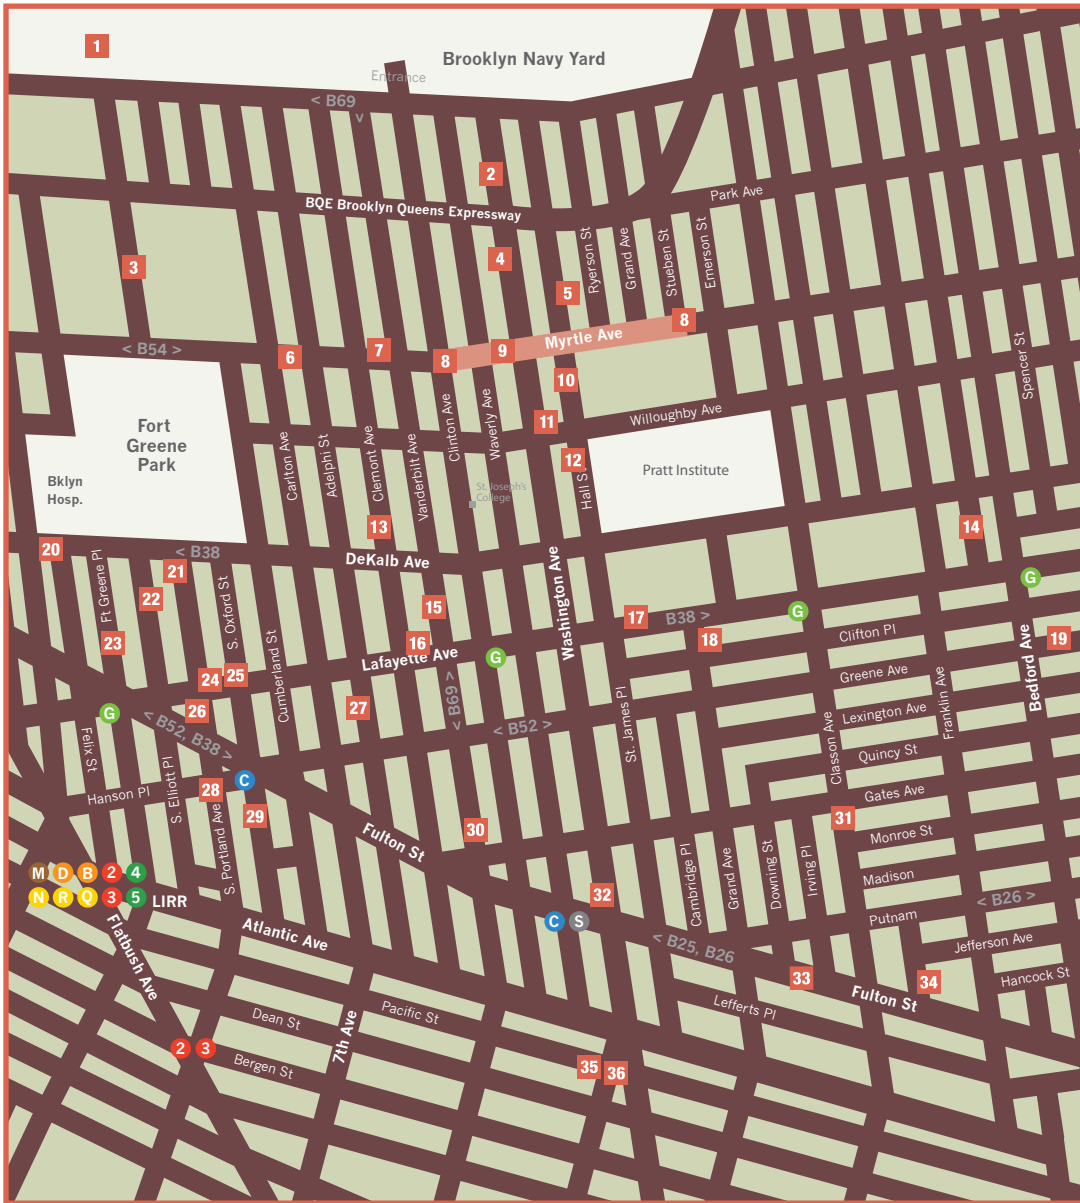 1
Brooklyn Navy Yard
Entrance
< B69
v
2
BQE Brooklyn Queens Expressway
Park Ave
3
4
5
Ryerson St
Grand Ave
Stueben St
Emerson St
< B54 >
6
7
8
9
Myrtle Ave
8
10
Spencer St
11
Willoughby Ave
Fort
Greene
Park
Bklyn
Hosp.
Carlton Ave
Adelphi St
Clemont Ave
Vanderbilt Ave
Clinton Ave
Waverly Ave
12
Hall S
Pratt Institute
St. Joseph's
College
13
14
20
< B38
DeKalb Ave
21
22
Ft Greene Pl
S. Oxford St
Washington Ave
15
17
B38 >
G
G
18
Clifton Pl
19
23
16
Lafayette Ave
G
24
25
Cumberland St
Greene Ave
Bedford Ave
26
G
< B52, B38 >
27
< B69 >
< B52 >
St. James Pl
Lexington Ave
Franklin Ave
Classon Ave
Felix St
Quincy St
Hanson Pl
S. Elliott Pl
28
C
29
S. Portland Ave
Gates Ave
Fulton St
30
31
Monroe St
Cambridge Pl
Grand Ave
Downing St
Irving Pl
Madison
M D B 2 4
N R Q 3 5
LIRR
32
C S
< B26 >
Putnam
Flatbush Ave
Atlantic Ave
< B25, B26
Jefferson Ave
33
34
Hancock St
Fulton St
Lefferts Pl
Dean St
Pacific St
7th Ave
2 3
Bergen St
35
36